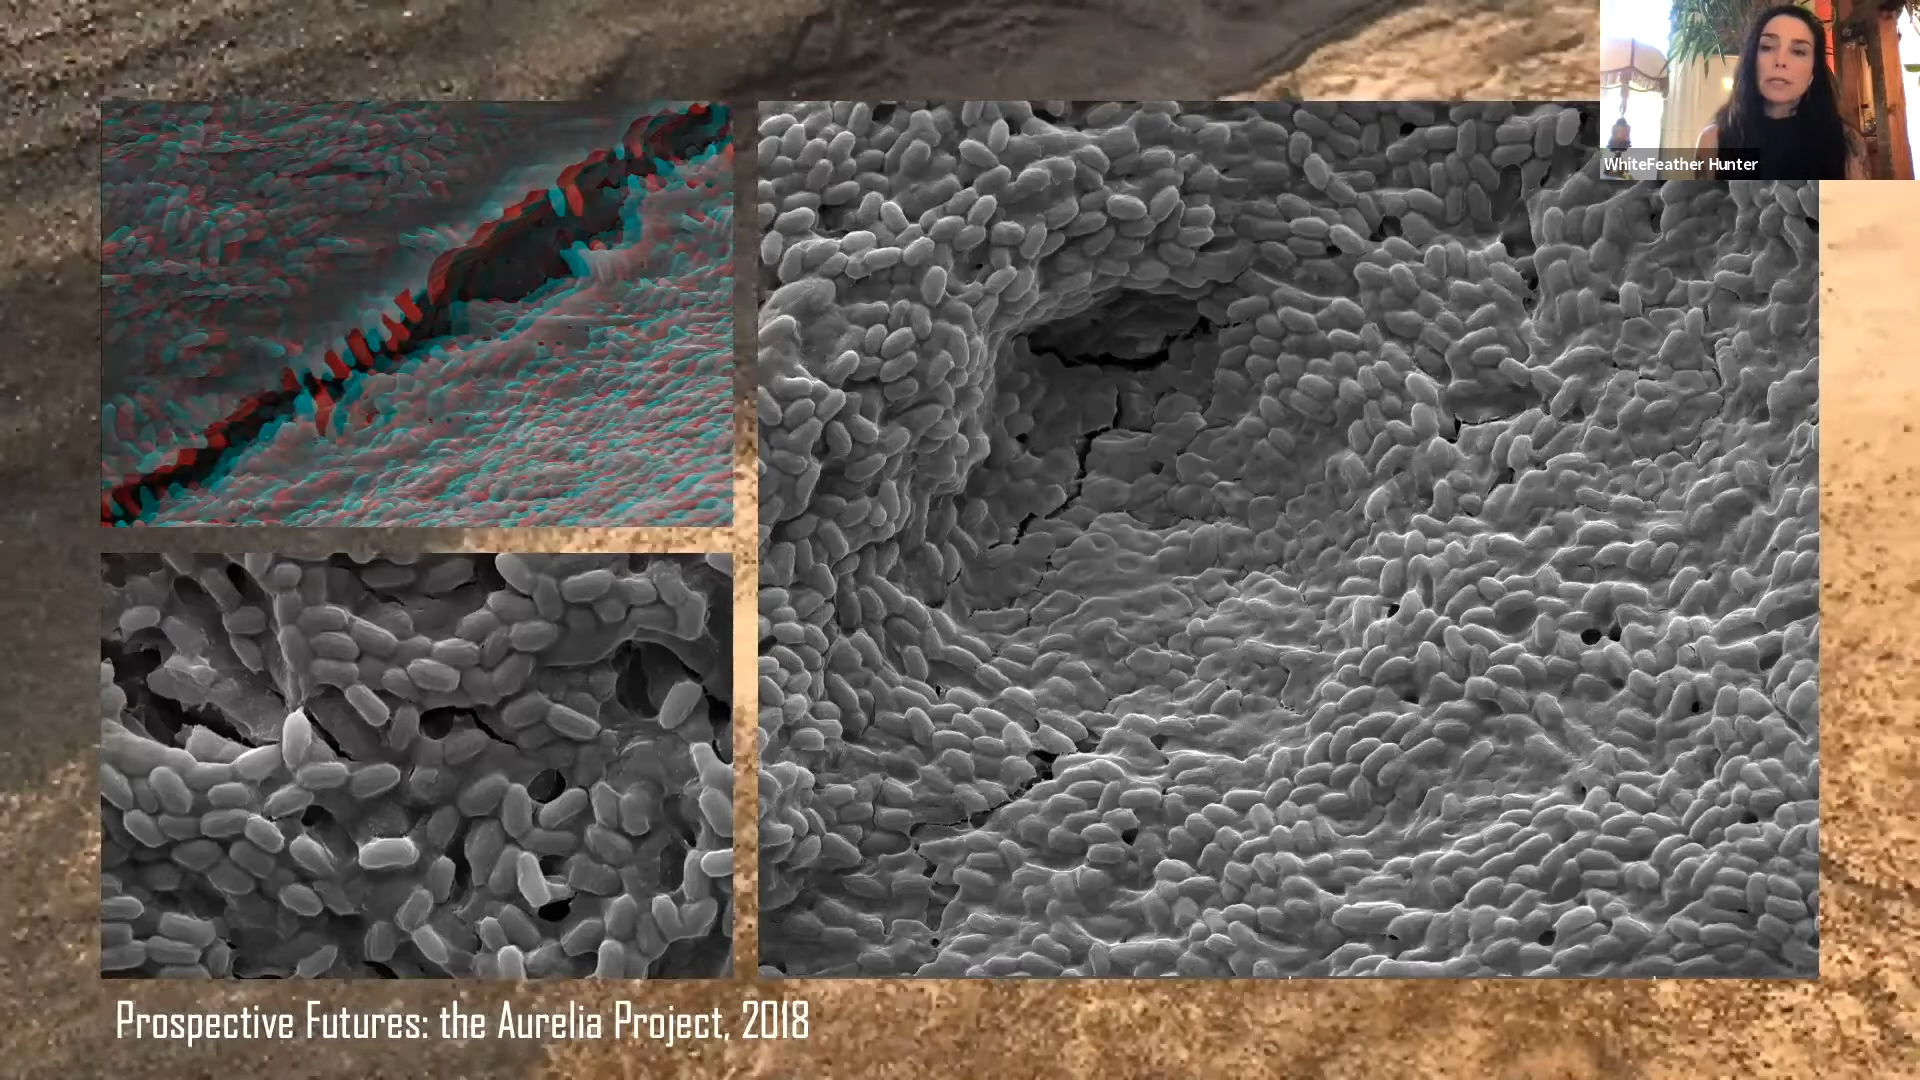 WhiteFeather Hunter
Prospective Futures: the Aurelia Project, 2018